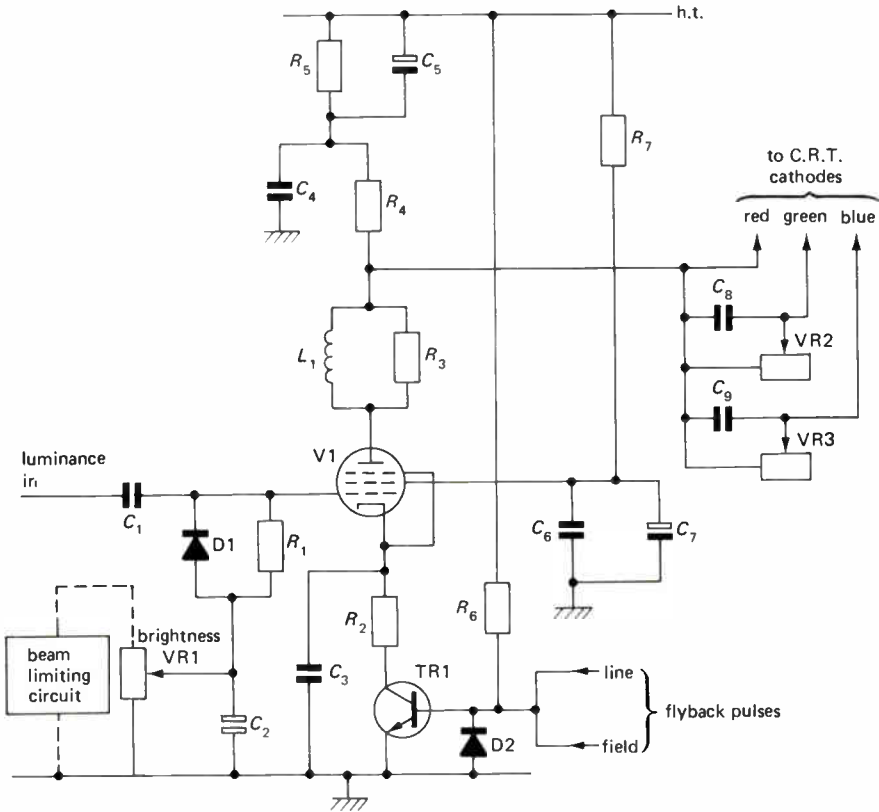 h.t.
R5
C5
R7
C4
R4
to C.R.T.
cathodes
red green blue
C8
VR2
L1
R3
C9
VR3
V1
luminance
in
C1
D1
R1
C6
C7
R2
R6
brightness
VR1
beam
limiting
circuit
C3
TR1
line
flyback pulses
C2
D2
field